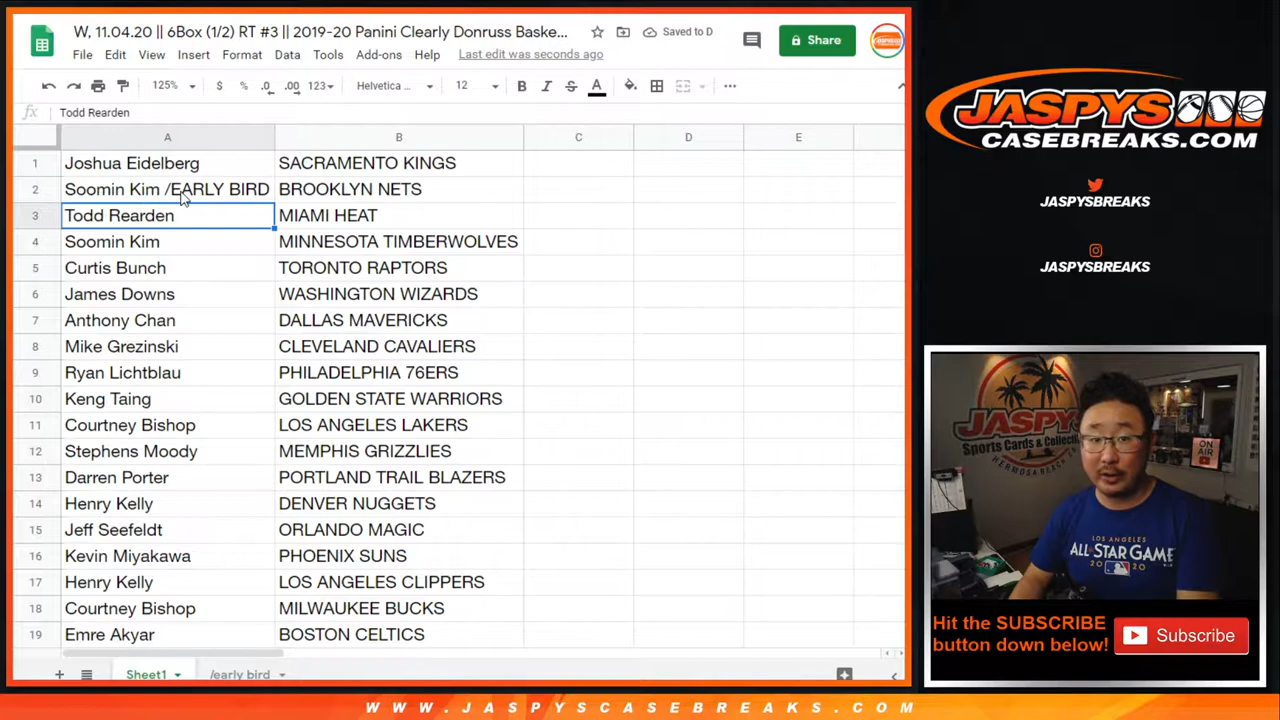 W, 11.04.20 || 6Box (1/2) RT #3 || 2019-20 Panini Clearly Donruss Baske...
Saved to D
Share
File Edit View Insert Format Data Tools Add-ons Help Last edit was seconds ago
125% $ % .0 .00 123 Helvetica ... 12 B I S A
fx Todd Rearden
A B C D E
1 Joshua Eidelberg SACRAMENTO KINGS
2 Soomin Kim /EARLY BIRD BROOKLYN NETS
3 Todd Rearden MIAMI HEAT
4 Soomin Kim MINNESOTA TIMBERWOLVES
5 Curtis Bunch TORONTO RAPTORS
6 James Downs WASHINGTON WIZARDS
7 Anthony Chan DALLAS MAVERICKS
8 Mike Grezinski CLEVELAND CAVALIERS
9 Ryan Lichtblau PHILADELPHIA 76ERS
10 Keng Taing GOLDEN STATE WARRIORS
11 Courtney Bishop LOS ANGELES LAKERS
12 Stephens Moody MEMPHIS GRIZZLIES
13 Darren Porter PORTLAND TRAIL BLAZERS
14 Henry Kelly DENVER NUGGETS
15 Jeff Seefeldt ORLANDO MAGIC
16 Kevin Miyakawa PHOENIX SUNS
17 Henry Kelly LOS ANGELES CLIPPERS
18 Courtney Bishop MILWAUKEE BUCKS
19 Emre Akyar BOSTON CELTICS
Sheet1 /early bird
JASPYS
CASEBREAKS.COM
JASPYSBREAKS
JASPYSBREAKS
JASPYS
Sports Cards & Collecti
HERMOSA BEACH
ON
AIR
LOS ANGELES
ALL STAR GAME
2020
Hit the SUBSCRIBE
button down below!
Subscribe
WWW.JASPYSCASEBREAKS.COM